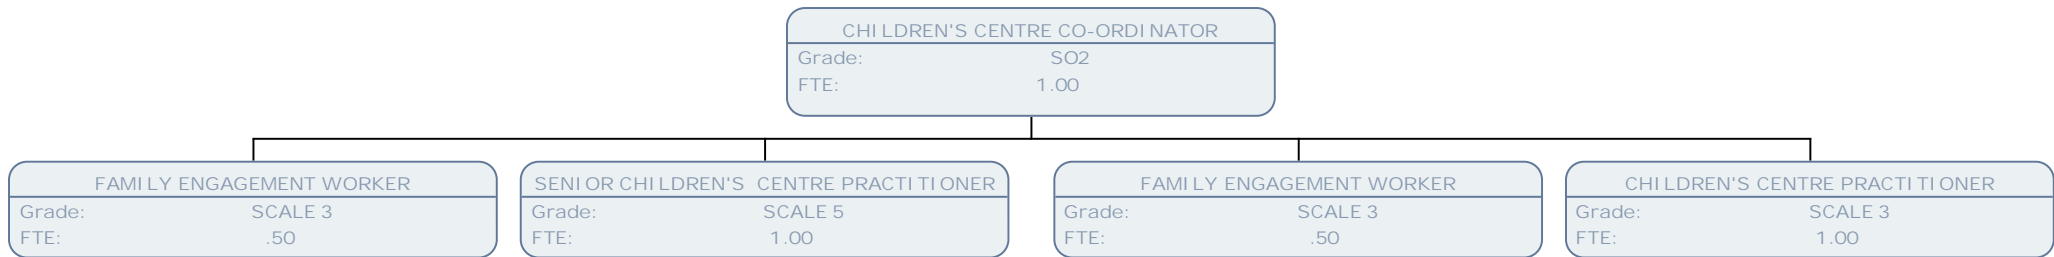 CHILDREN'S CENTRE CO-ORDINATOR
Grade: SO2
FTE: 1.00
FAMILY ENGAGEMENT WORKER
Grade: SCALE 3
FTE: .50
SENIOR CHILDREN'S CENTRE PRACTITIONER
Grade: SCALE 5
FTE: 1.00
FAMILY ENGAGEMENT WORKER
Grade: SCALE 3
FTE: .50
CHILDREN'S CENTRE PRACTITIONER
Grade: SCALE 3
FTE: 1.00